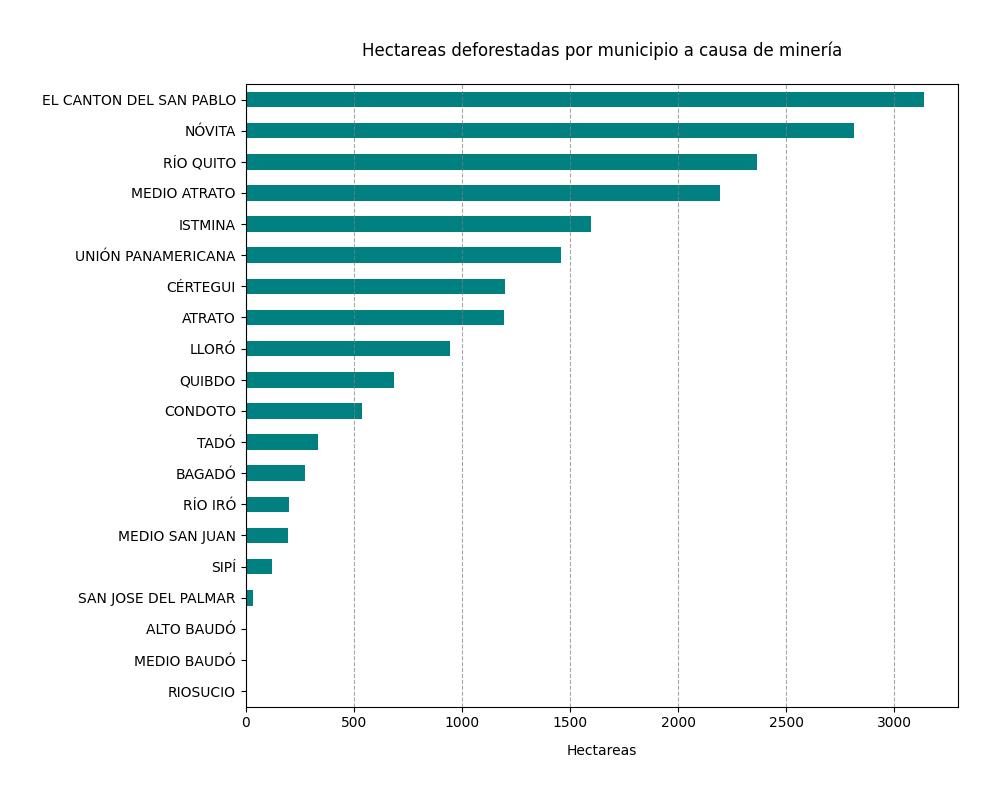 Hectareas deforestadas por municipio a causa de minería
EL CANTON DEL SAN PABLO
NÓVITA
RÍO QUITO
MEDIO ATRATO
ISTMINA
UNIÓN PANAMERICANA
CÉRTEGUI
ATRATO
LLORÓ
QUIBDO
CONDOTO
TADÓ
BAGADÓ
RÍO IRÓ
MEDIO SAN JUAN
SIPÍ
SAN JOSE DEL PALMAR
ALTO BAUDÓ
MEDIO BAUDÓ
RIOSUCIO
0 500 1000 1500 2000 2500 3000
Hectareas